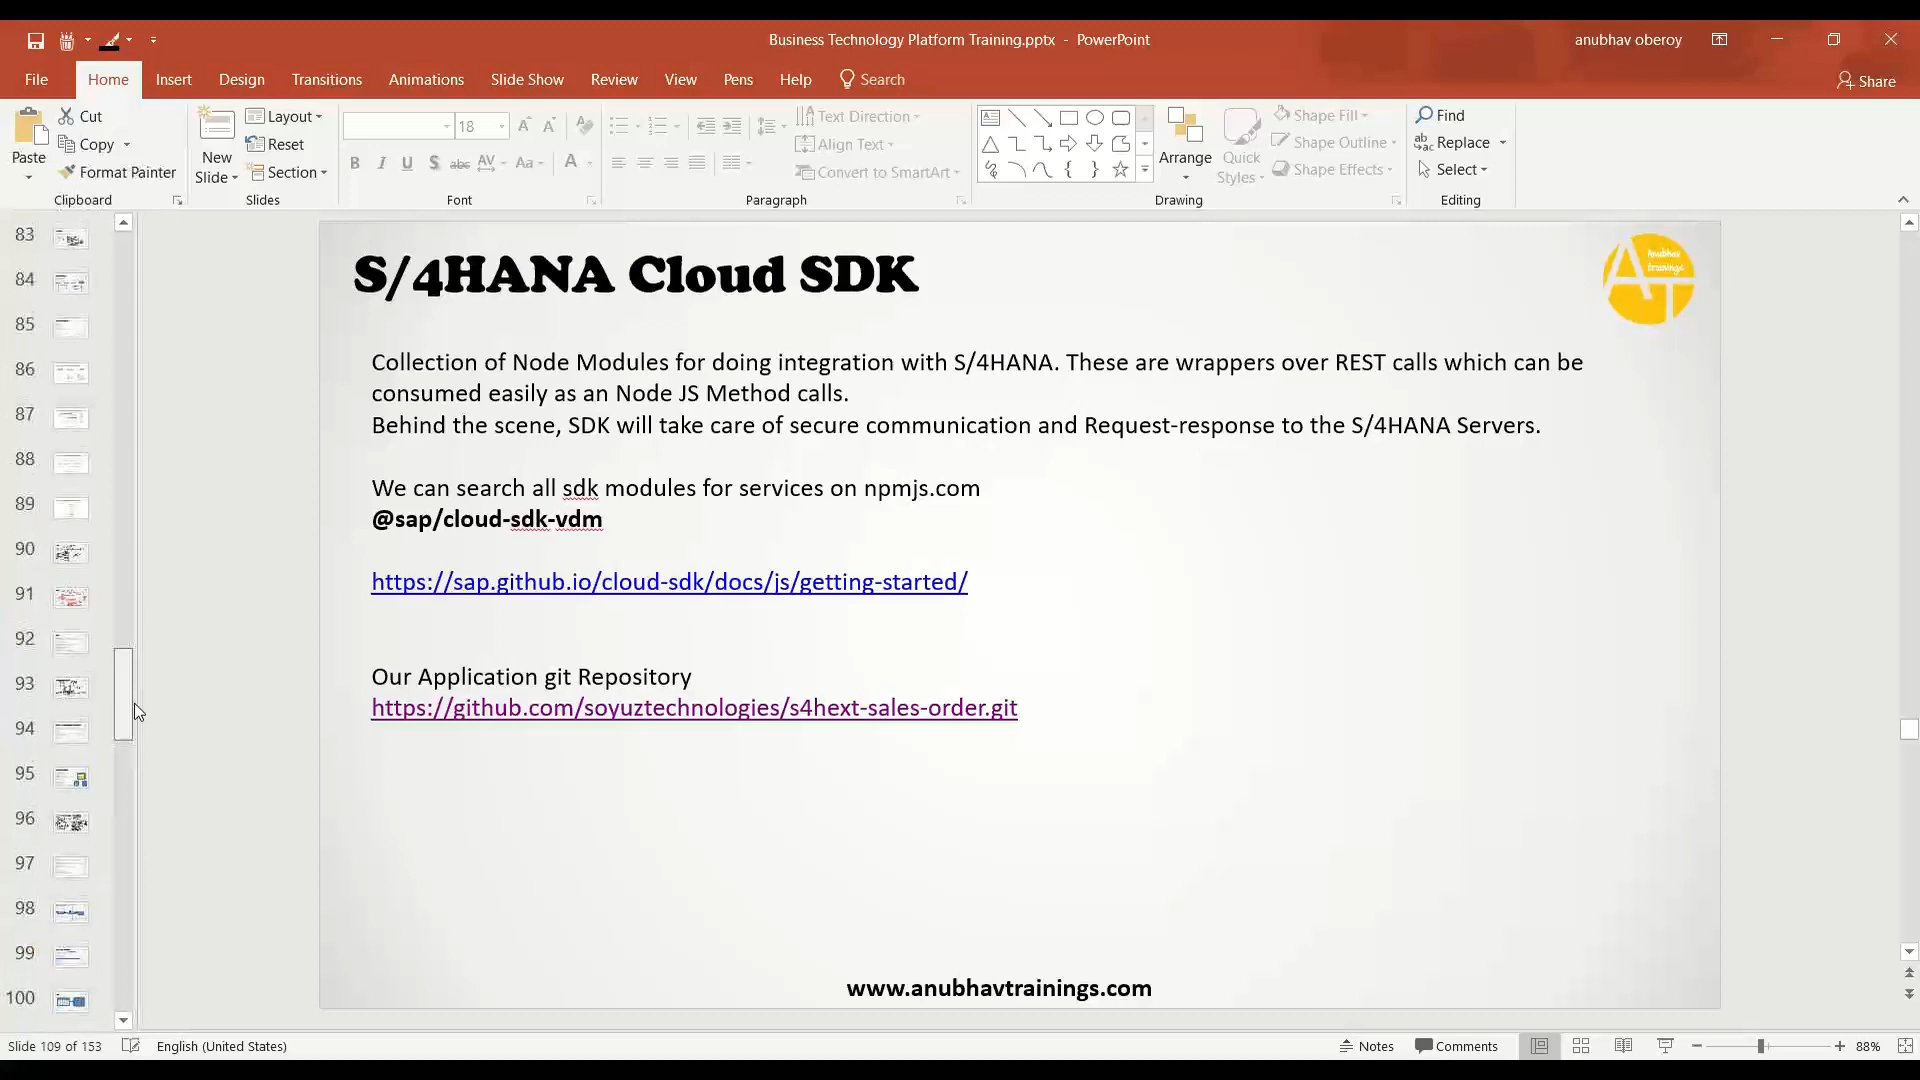 Business Technology Platform Training.pptx - PowerPoint
anubhav oberoy
File Home Insert Design Transitions Animations Slide Show Review View Pens Help Search
Share
Paste
Cut
Copy
Format Painter
Clipboard
New Slide
Layout
Reset
Section
Slides
18
B I U S abc AV Aa A
Font
Text Direction
Align Text
Convert to SmartArt
Paragraph
Arrange
Quick Styles
Shape Fill
Shape Outline
Shape Effects
Drawing
Find
Replace
Select
Editing
83
84
85
86
87
88
89
90
91
92
93
94
95
96
97
98
99
100
S/4HANA Cloud SDK
Anubhav
trainings
Collection of Node Modules for doing integration with S/4HANA. These are wrappers over REST calls which can be
consumed easily as an Node JS Method calls.
Behind the scene, SDK will take care of secure communication and Request-response to the S/4HANA Servers.
We can search all sdk modules for services on npmjs.com
@sap/cloud-sdk-vdm
https://sap.github.io/cloud-sdk/docs/js/getting-started/
Our Application git Repository
https://github.com/soyuztechnologies/s4hext-sales-order.git
www.anubhavtrainings.com
Slide 109 of 153
English (United States)
Notes
Comments
88%